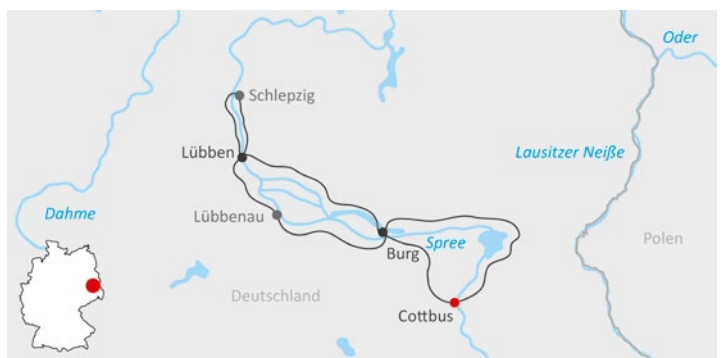 Oder
Schlepzig
Lübben
Lausitzer Neiße
Dahme
Lübbenau
Spree
Polen
Burg
Deutschland
Cottbus